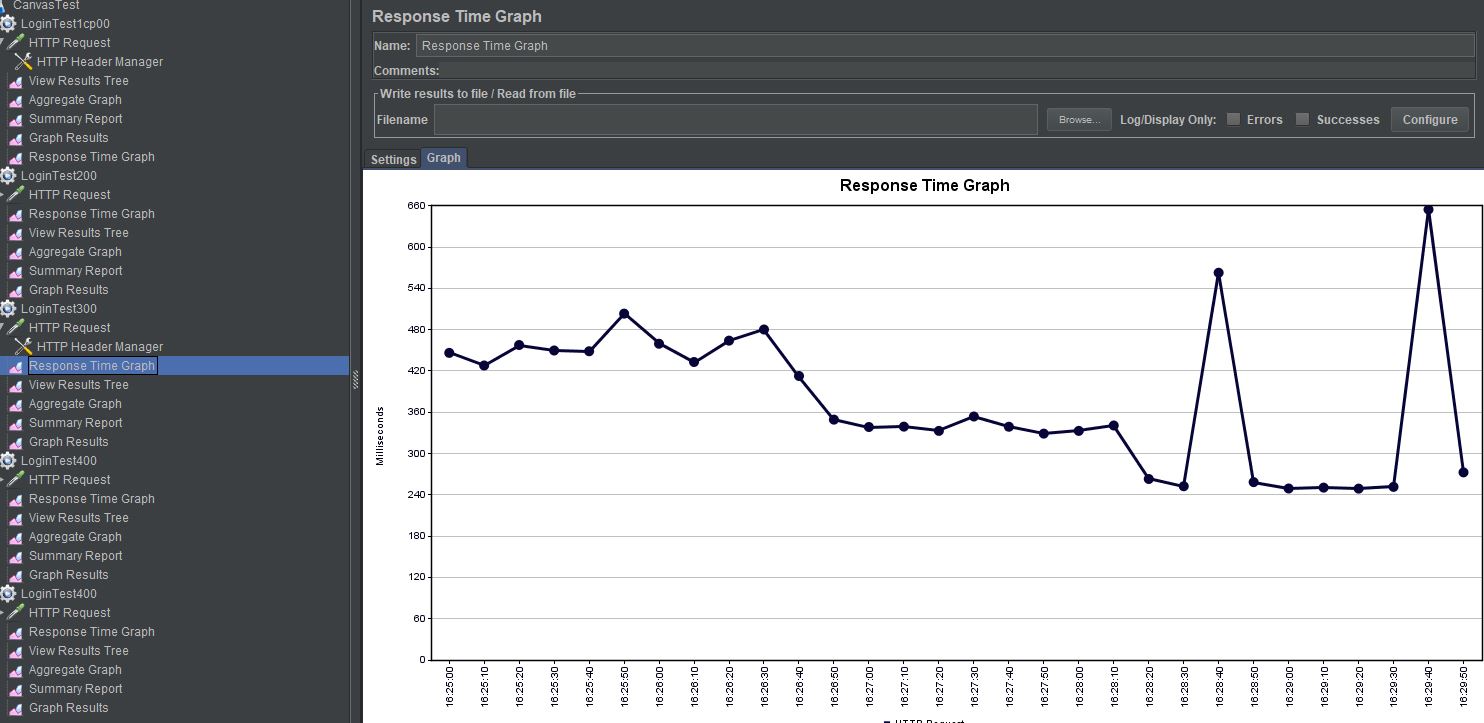 CanvasTest
LoginTest1cp00
HTTP Request
HTTP Header Manager
View Results Tree
Aggregate Graph
Summary Report
Graph Results
Response Time Graph
LoginTest200
HTTP Request
Response Time Graph
View Results Tree
Aggregate Graph
Summary Report
Graph Results
LoginTest300
HTTP Request
HTTP Header Manager
Response Time Graph
View Results Tree
Aggregate Graph
Summary Report
Graph Results
LoginTest400
HTTP Request
Response Time Graph
View Results Tree
Aggregate Graph
Summary Report
Graph Results
LoginTest400
HTTP Request
Response Time Graph
View Results Tree
Aggregate Graph
Summary Report
Graph Results
Response Time Graph
Name: Response Time Graph
Comments:
Write results to file / Read from file
Filename Browse... Log/Display Only: Errors Successes Configure
Settings Graph
Response Time Graph
660
600
540
480
420
360
300
240
180
120
60
0
Milliseconds
16:25:00
16:25:10
16:25:20
16:25:30
16:25:40
16:25:50
16:26:00
16:26:10
16:26:20
16:26:30
16:26:40
16:26:50
16:27:00
16:27:10
16:27:20
16:27:30
16:27:40
16:27:50
16:28:00
16:28:10
16:28:20
16:28:30
16:28:40
16:28:50
16:29:00
16:29:10
16:29:20
16:29:30
16:29:40
16:29:50
HTTP Request